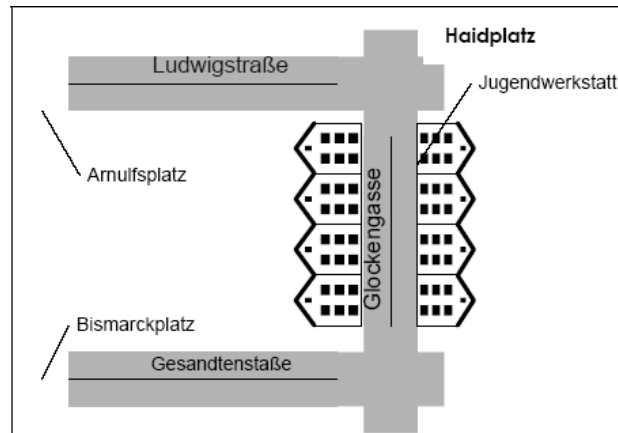 Haidplatz
Ludwigstraße
Jugendwerkstatt
Arnulfsplatz
Glockengasse
Bismarckplatz
Gesandtenstaße